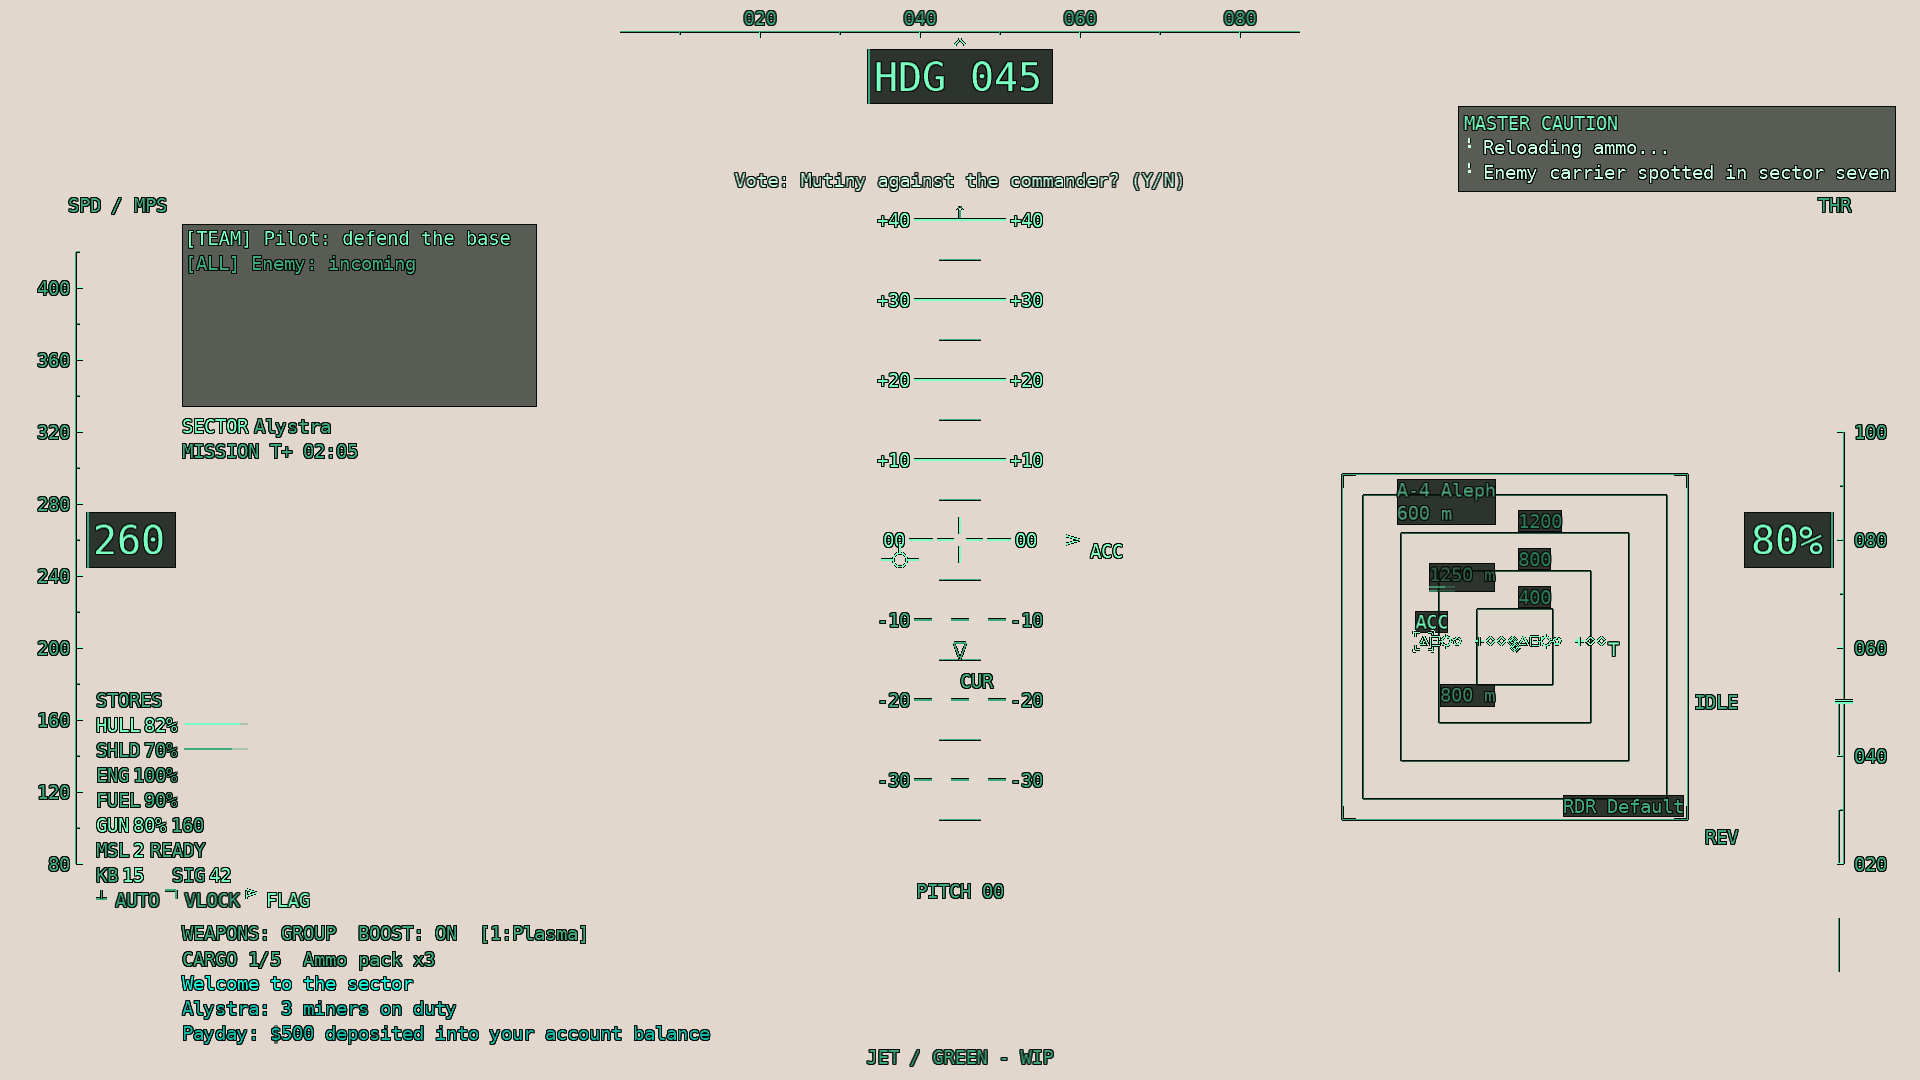 020 040 060 080
HDG 045
MASTER CAUTION
Reloading ammo...
Enemy carrier spotted in sector seven
Vote: Mutiny against the commander? (Y/N)
SPD / MPS
THR
[TEAM] Pilot: defend the base
[ALL] Enemy: incoming
SECTOR Alystra
MISSION T+ 02:05
400
360
320
280
260
240
200
160
120
80
+40 +40
+30 +30
+20 +20
+10 +10
00 00
ACC
-10 -10
CUR
-20 -20
-30 -30
PITCH 00
A-4 Aleph
600 m
1200
800
1250 m
400
ACC
T
800 m
RDR Default
100
80%
080
060
IDLE
040
REV
020
STORES
HULL 82%
SHLD 70%
ENG 100%
FUEL 90%
GUN 80% 160
MSL 2 READY
KB 15 SIG 42
AUTO VLOCK FLAG
WEAPONS: GROUP BOOST: ON [1:Plasma]
CARGO 1/5 Ammo pack x3
Welcome to the sector
Alystra: 3 miners on duty
Payday: $500 deposited into your account balance
JET / GREEN - WIP